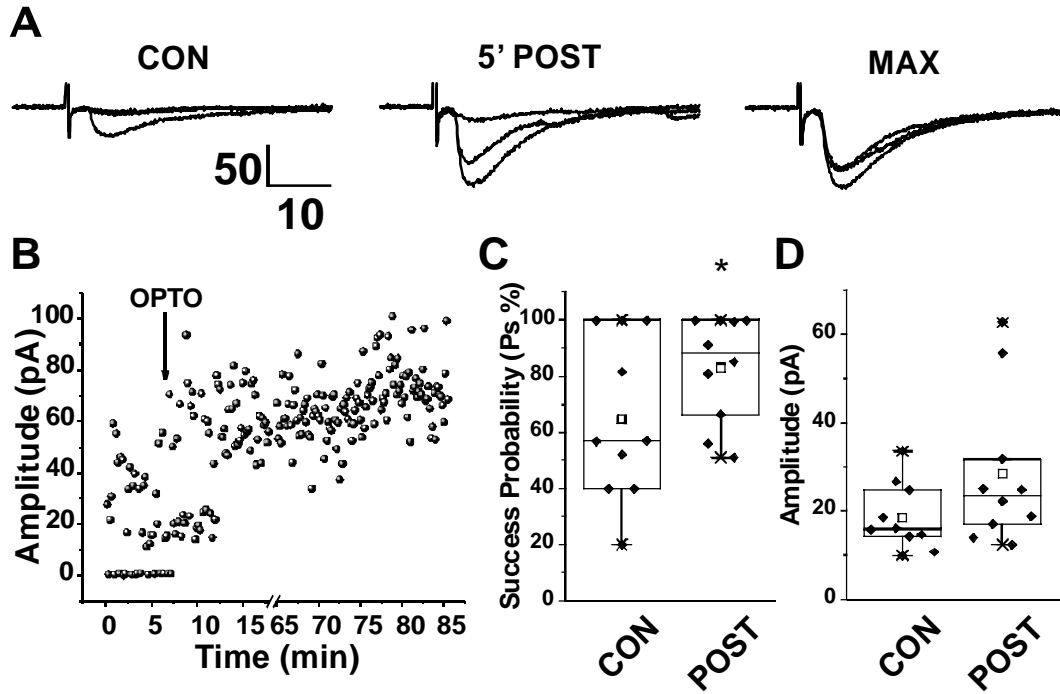 A
CON
5’ POST
MAX
50
10
B
OPTO
Amplitude (pA)
100
80
60
40
20
0
0 5 10 15 65 70 75 80 85
Time (min)
C
*
Success Probability (Ps %)
100
80
60
40
20
0
CON
POST
D
Amplitude (pA)
60
40
20
0
CON
POST